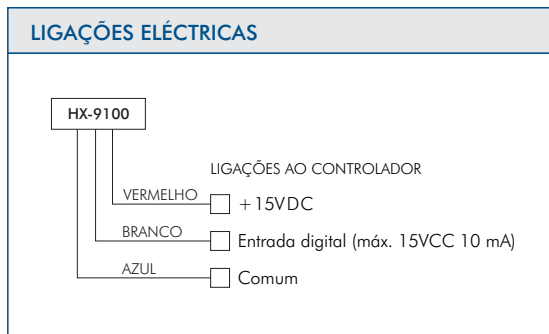 LIGAÇÕES ELÉCTRICAS
HX-9100
LIGAÇÕES AO CONTROLADOR
VERMELHO
+15VDC
BRANCO
Entrada digital (máx. 15VCC 10 mA)
AZUL
Comum